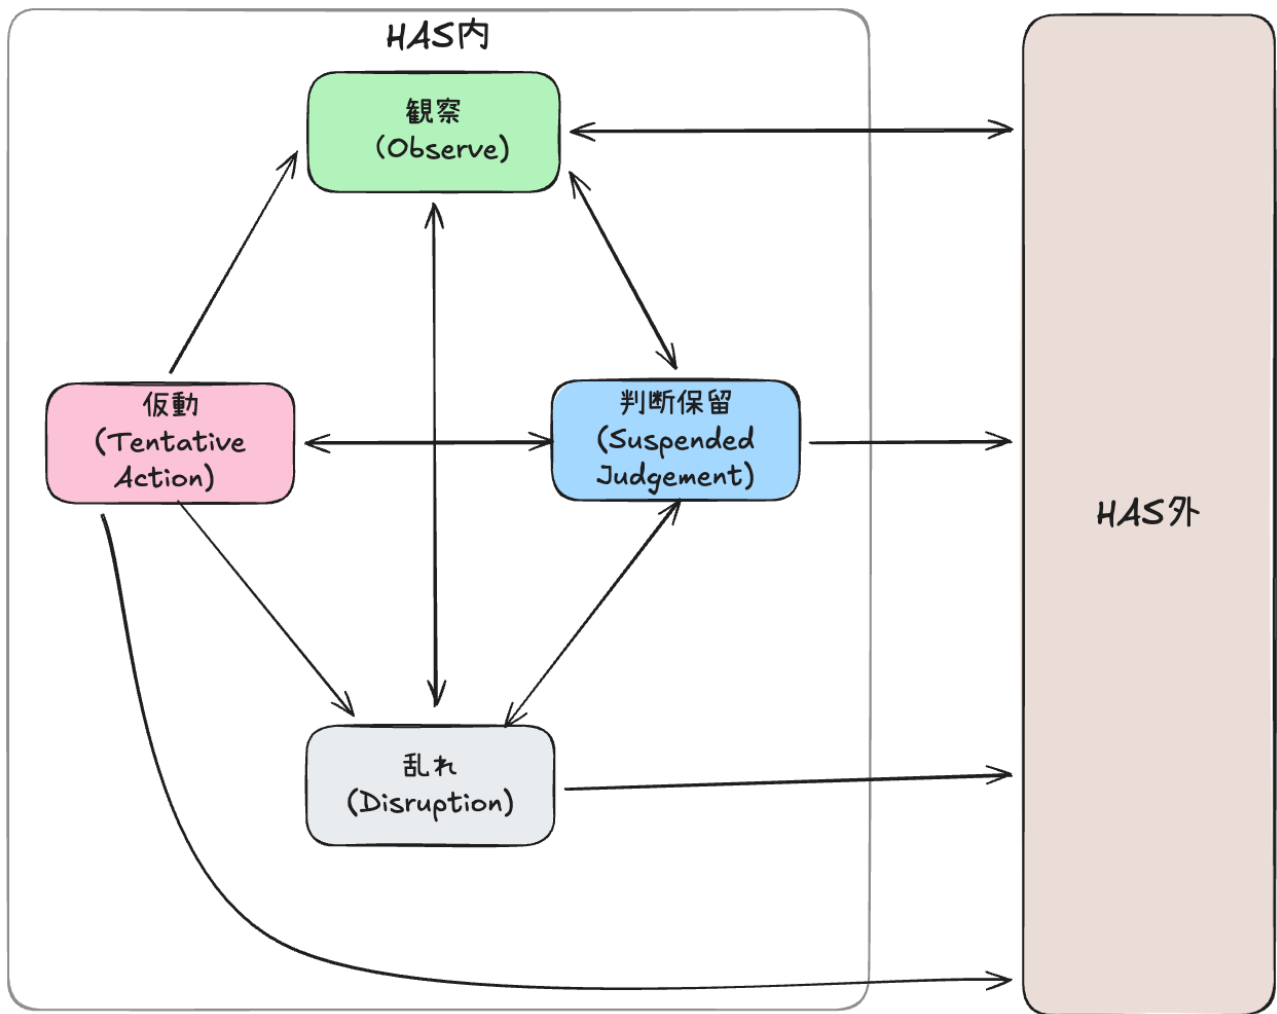 HAS内
観察
(Observe)
仮動
(Tentative
Action)
判断保留
(Suspended
Judgement)
HAS外
乱れ
(Disruption)